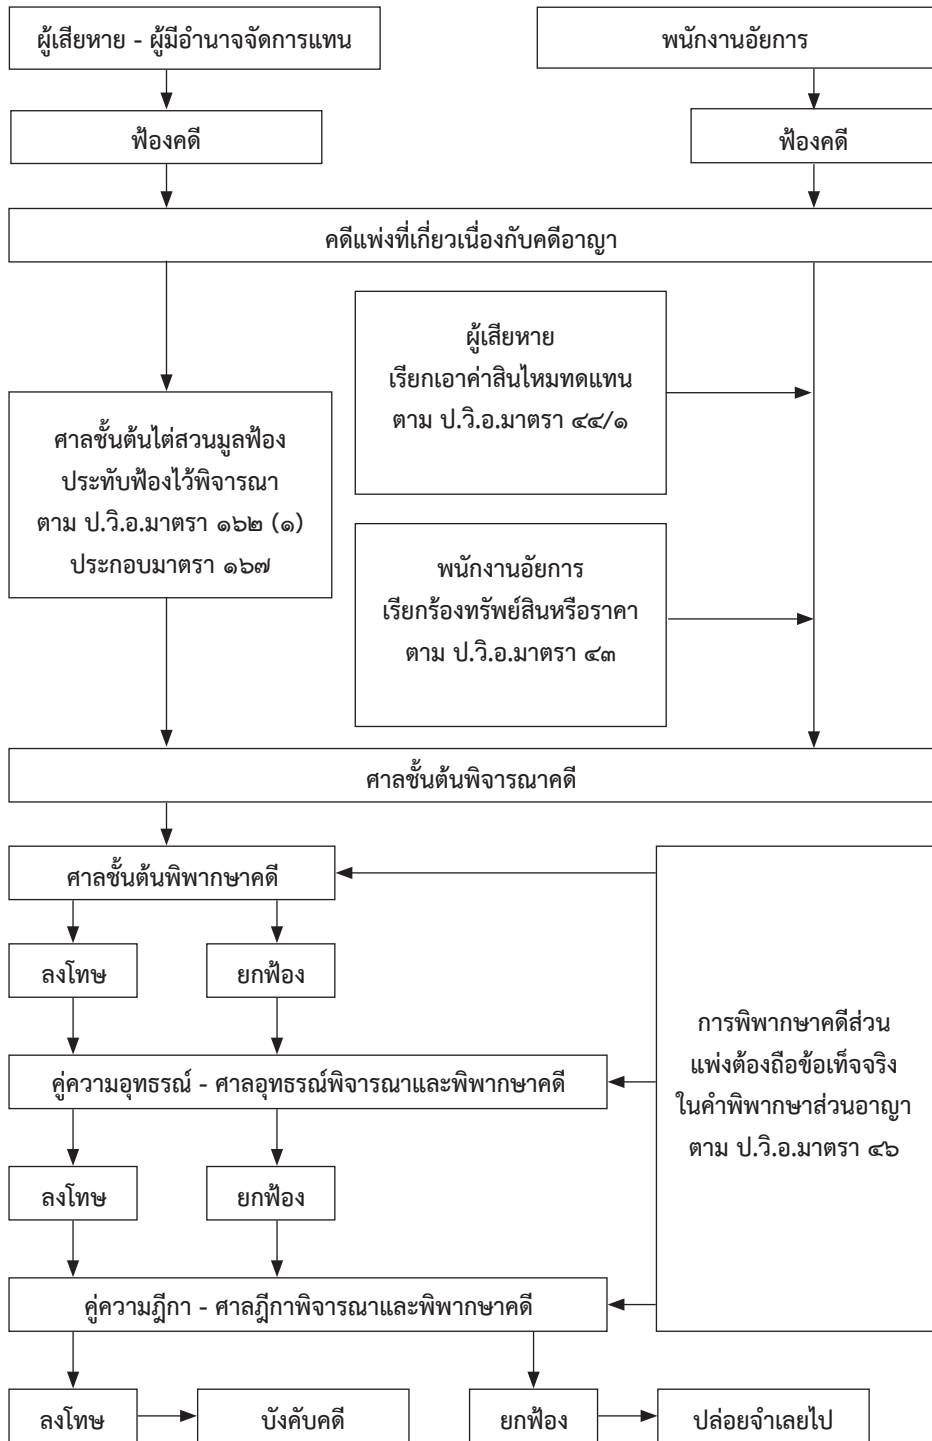 ผู้เสียหาย - ผู้มีอำนาจจัดการแทน
พนักงานอัยการ
ฟ้องคดี
ฟ้องคดี
คดีแพ่งที่เกี่ยวเนื่องกับคดีอาญา
ผู้เสียหาย
เรียกเอาค่าสินไหมทดแทน
ตาม ป.วิ.อ.มาตรา ๔๔/๑
ศาลชั้นต้นไต่สวนมูลฟ้อง
ประทับฟ้องไว้พิจารณา
ตาม ป.วิ.อ.มาตรา ๑๖๒ (๑)
ประกอบมาตรา ๑๖๗
พนักงานอัยการ
เรียกร้องทรัพย์สินหรือราคา
ตาม ป.วิ.อ.มาตรา ๔๓
ศาลชั้นต้นพิจารณาคดี
ศาลชั้นต้นพิพากษาคดี
ลงโทษ
ยกฟ้อง
การพิพากษาคดีส่วน
แพ่งต้องถือข้อเท็จจริง
ในคำพิพากษาส่วนอาญา
ตาม ป.วิ.อ.มาตรา ๔๖
คู่ความอุทธรณ์ - ศาลอุทธรณ์พิจารณาและพิพากษาคดี
ลงโทษ
ยกฟ้อง
คู่ความฎีกา - ศาลฎีกาพิจารณาและพิพากษาคดี
ลงโทษ
บังคับคดี
ยกฟ้อง
ปล่อยจำเลยไป